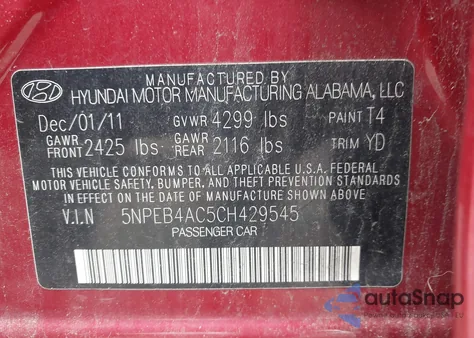 MANUFACTURED BY
HYUNDAI MOTOR MANUFACTURING ALABAMA, LLC
Dec/01/11 GVWR 4299 lbs PAINT T4
GAWR FRONT 2425 lbs GAWR REAR 2116 lbs TRIM YD
THIS VEHICLE CONFORMS TO ALL APPLICABLE U.S.A. FEDERAL
MOTOR VEHICLE SAFETY, BUMPER, AND THEFT PREVENTION
STANDARDS IN EFFECT ON THE DATE OF MANUFACTURE SHOWN ABOVE.
V.I.N 5NPEB4AC5CH429545
PASSENGER CAR
autoSnap